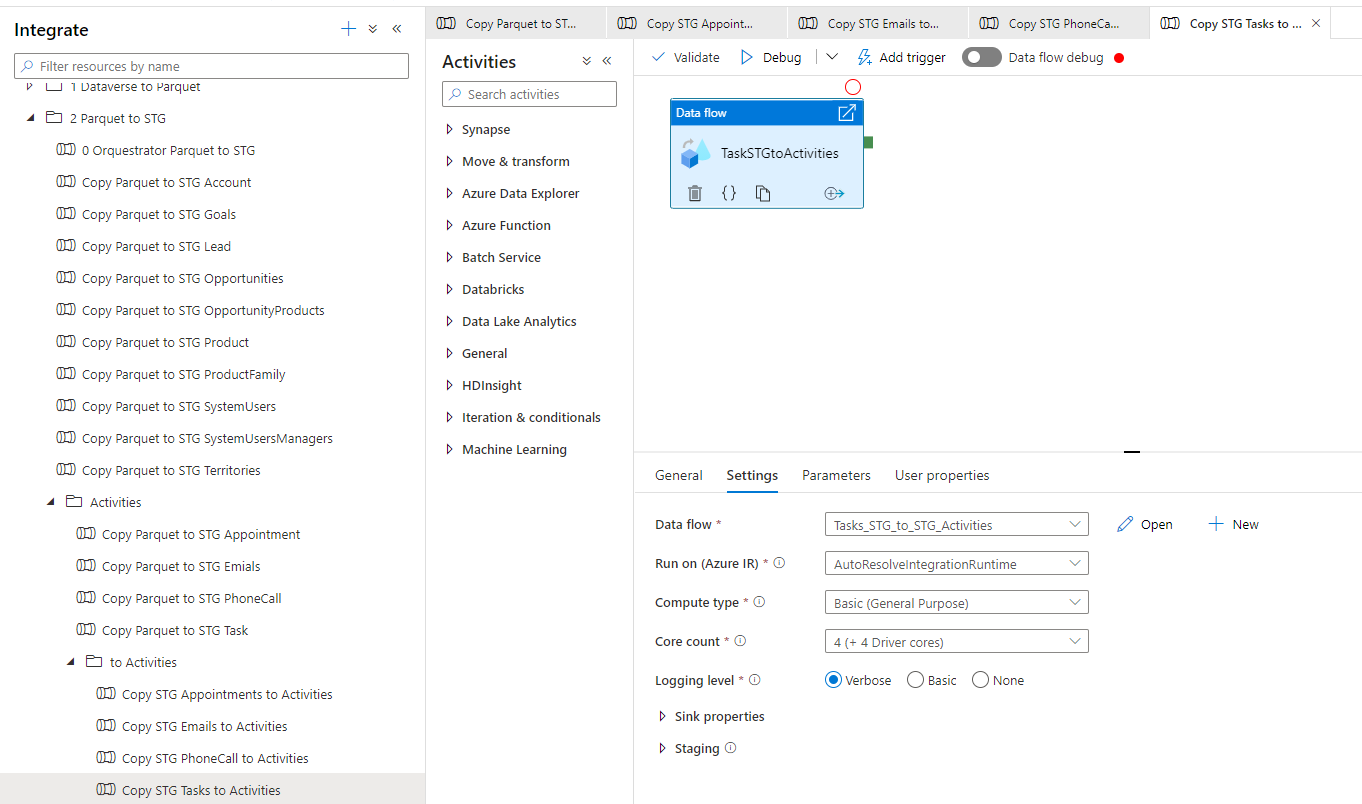 Integrate
Filter resources by name
1 Dataverse to Parquet
2 Parquet to STG
0 Orquestrator Parquet to STG
Copy Parquet to STG Account
Copy Parquet to STG Goals
Copy Parquet to STG Lead
Copy Parquet to STG Opportunities
Copy Parquet to STG OpportunityProducts
Copy Parquet to STG Product
Copy Parquet to STG ProductFamily
Copy Parquet to STG SystemUsers
Copy Parquet to STG SystemUsersManagers
Copy Parquet to STG Territories
Activities
Copy Parquet to STG Appointment
Copy Parquet to STG Emials
Copy Parquet to STG PhoneCall
Copy Parquet to STG Task
to Activities
Copy STG Appointments to Activities
Copy STG Emails to Activities
Copy STG PhoneCall to Activities
Copy STG Tasks to Activities
Copy Parquet to ST...
Copy STG Appoint...
Copy STG Emails to...
Copy STG PhoneCa...
Copy STG Tasks to ...
Activities
Search activities
Synapse
Move & transform
Azure Data Explorer
Azure Function
Batch Service
Databricks
Data Lake Analytics
General
HDInsight
Iteration & conditionals
Machine Learning
Validate
Debug
Add trigger
Data flow debug
Data flow
TaskSTGtoActivities
General
Settings
Parameters
User properties
Data flow *
Tasks_STG_to_STG_Activities
Open
New
Run on (Azure IR) *
AutoResolveIntegrationRuntime
Compute type *
Basic (General Purpose)
Core count *
4 (+ 4 Driver cores)
Logging level *
Verbose
Basic
None
Sink properties
Staging